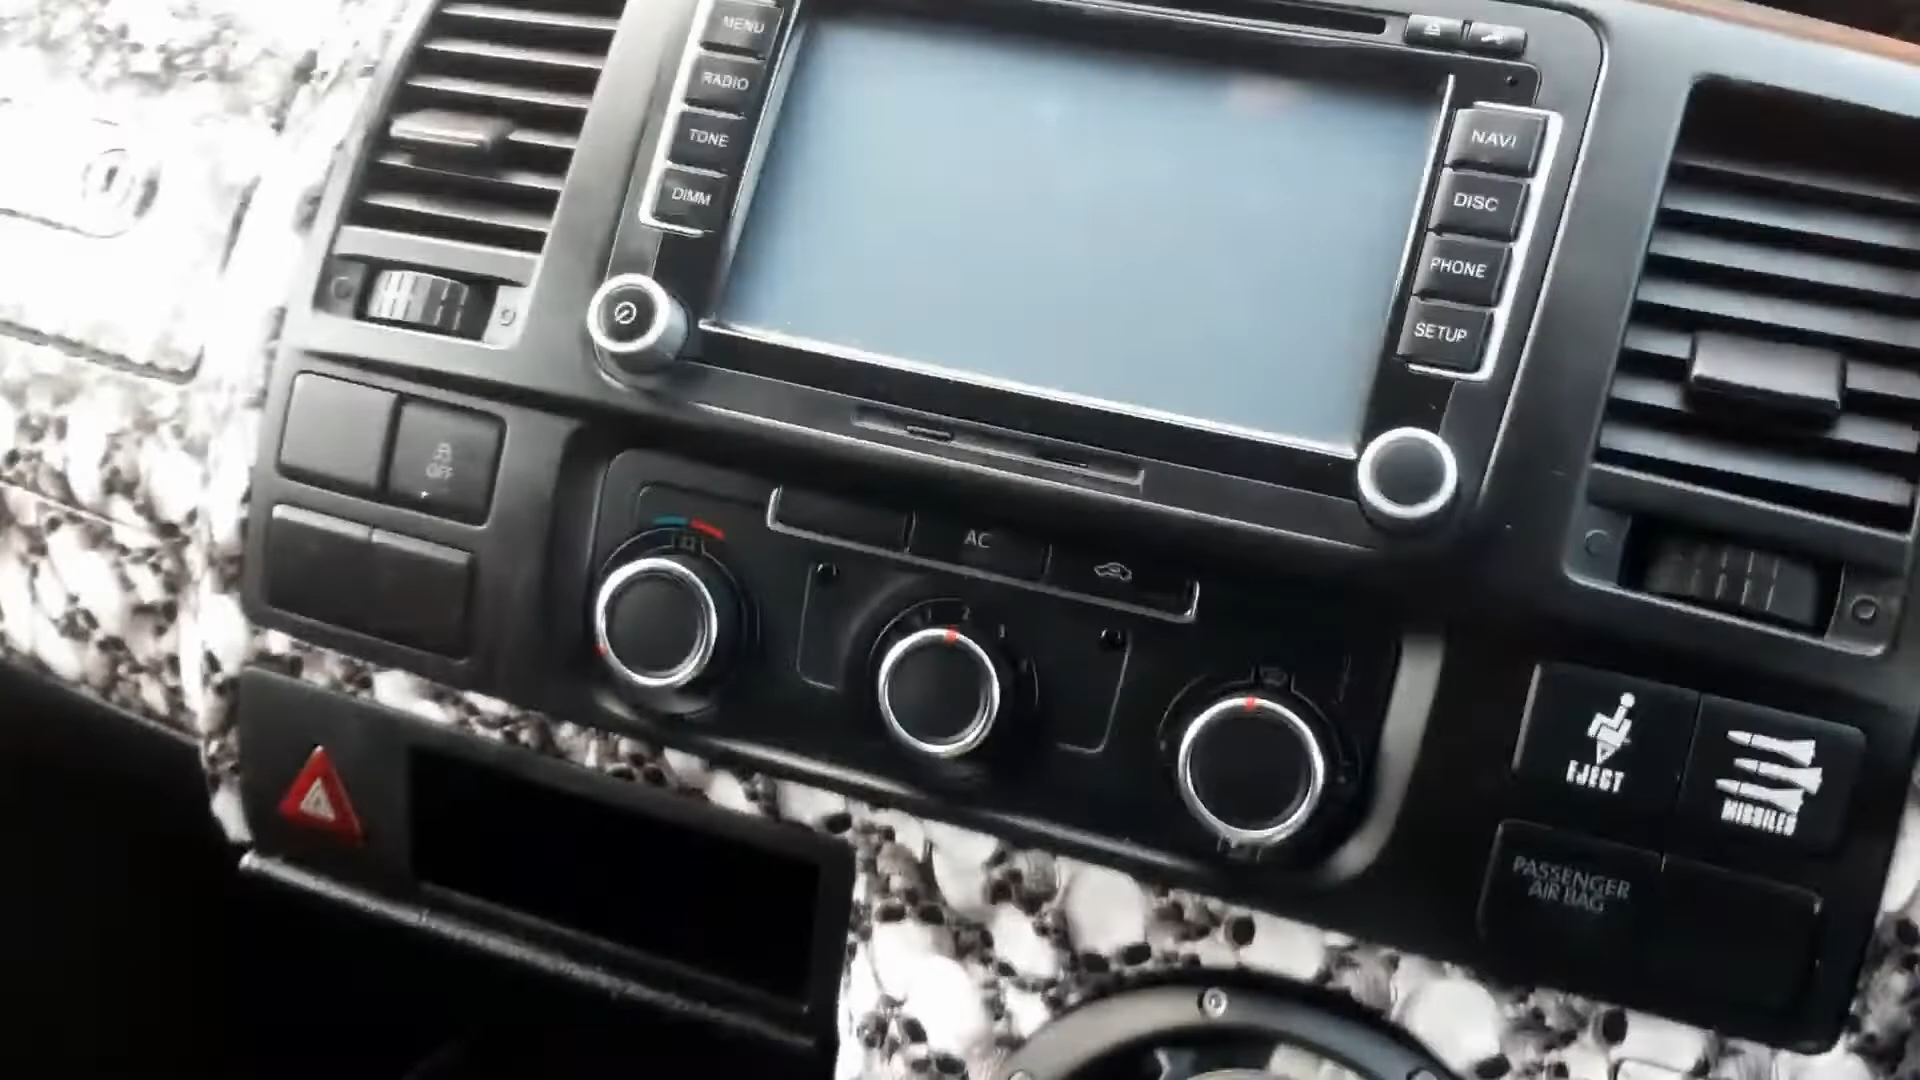 MENU
RADIO
TONE
DIMM
NAVI
DISC
PHONE
SETUP
OFF
AC
1 2 3
EJECT
MISSILES
PASSENGER
AIR BAG